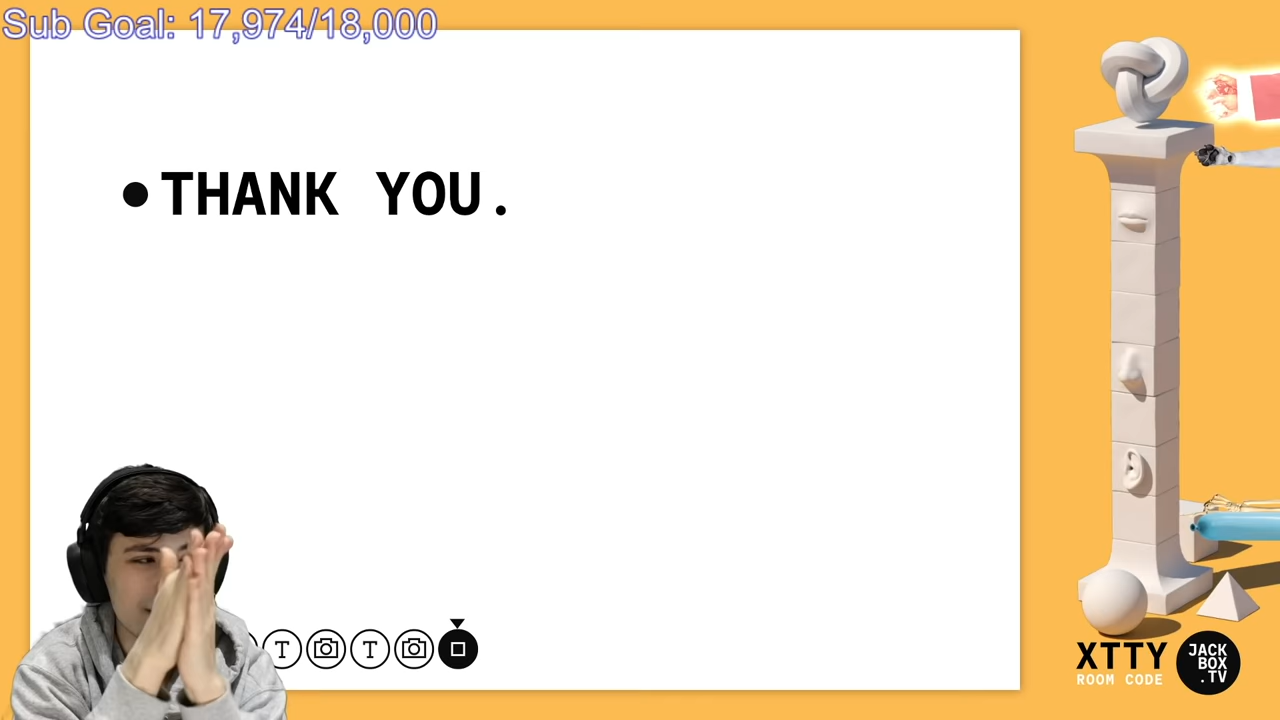 Sub Goal: 17,974/18,000
•THANK YOU.
T
T
XTTY
ROOM CODE
JACK
BOX
.TV